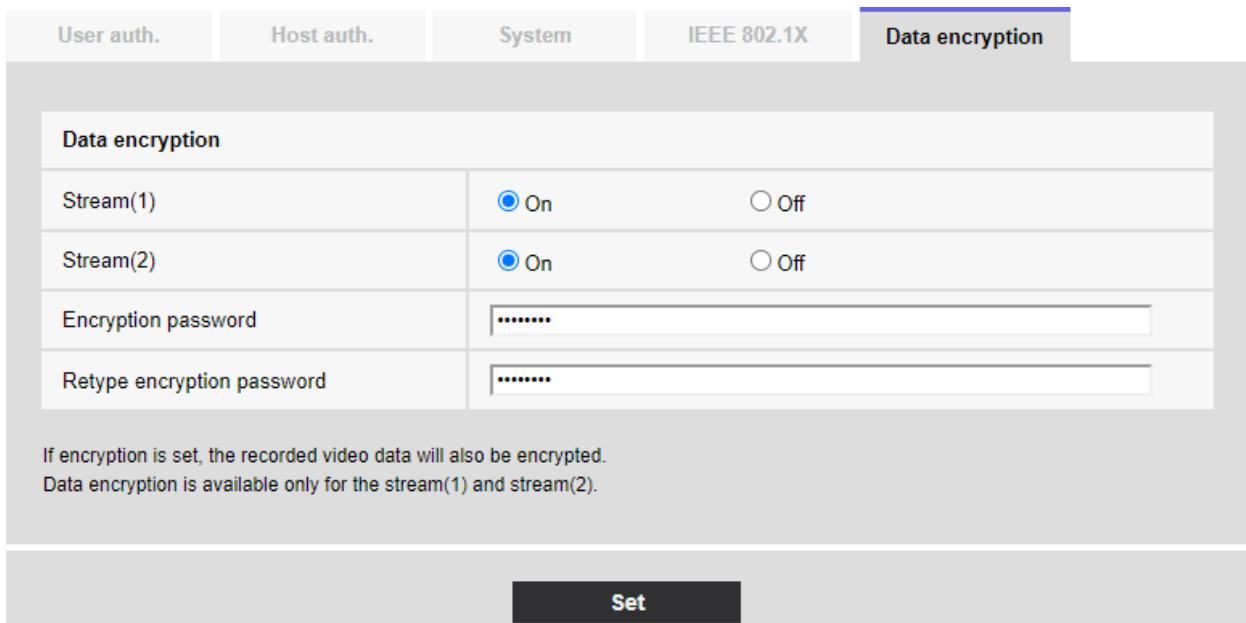 User auth. Host auth. System IEEE 802.1X Data encryption
Data encryption
Stream(1) On Off
Stream(2) On Off
Encryption password ••••••••
Retype encryption password ••••••••
If encryption is set, the recorded video data will also be encrypted.
Data encryption is available only for the stream(1) and stream(2).
Set